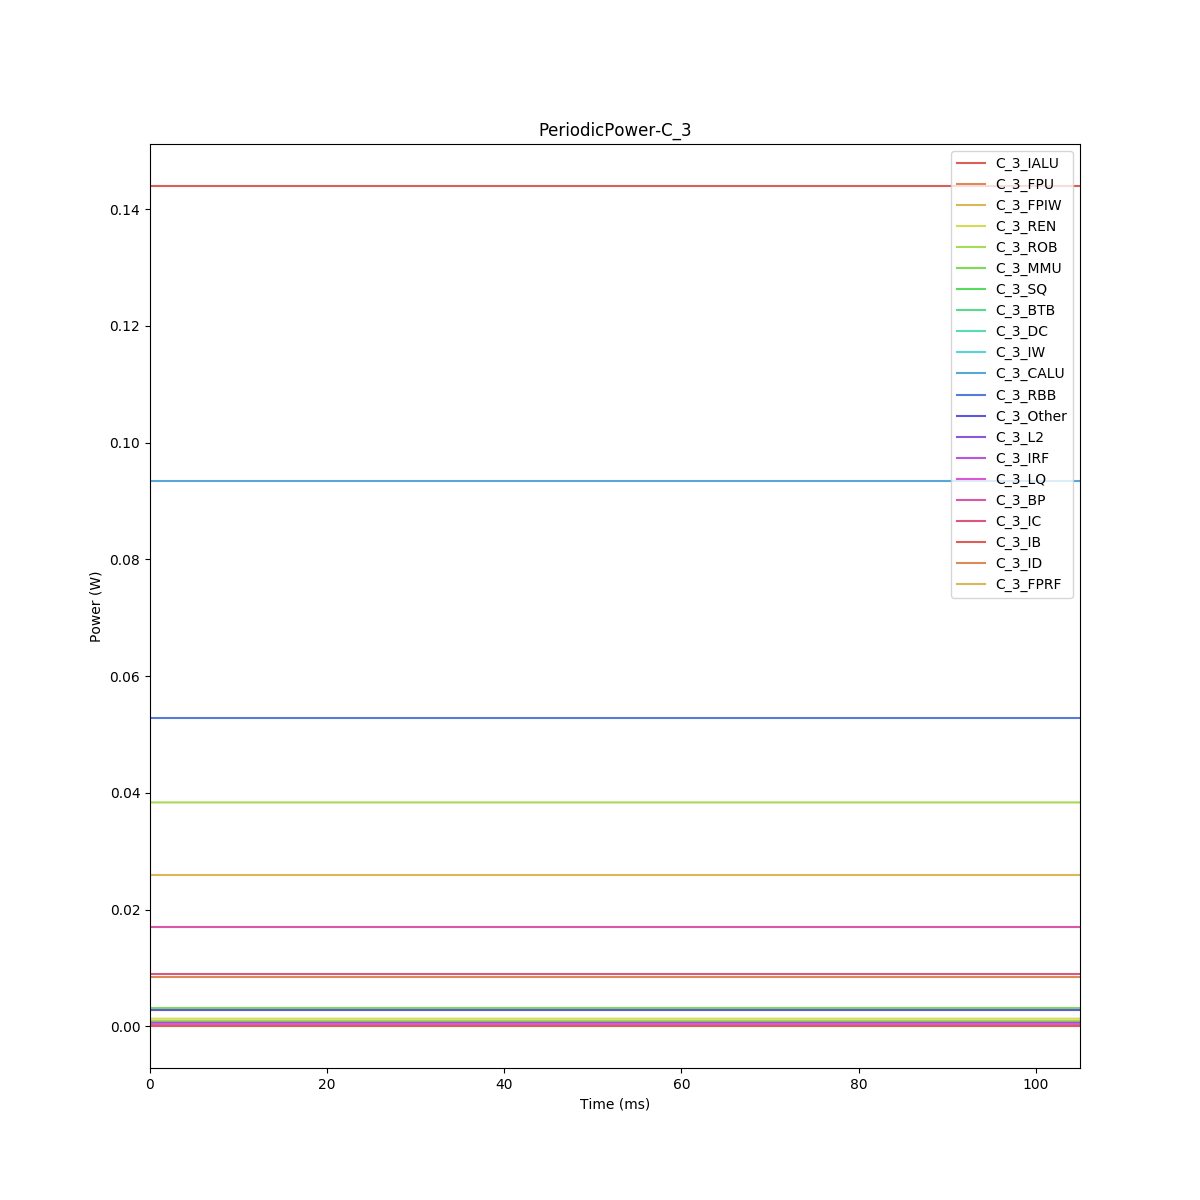 PeriodicPower-C_3
C_3_IALU
C_3_FPU
C_3_FPIW
C_3_REN
C_3_ROB
C_3_MMU
C_3_SQ
C_3_BTB
C_3_DC
C_3_IW
C_3_CALU
C_3_RBB
C_3_Other
C_3_L2
C_3_IRF
C_3_LQ
C_3_BP
C_3_IC
C_3_IB
C_3_ID
C_3_FPRF
0.14
0.12
0.10
0.08
0.06
0.04
0.02
0.00
Power (W)
0 20 40 60 80 100
Time (ms)